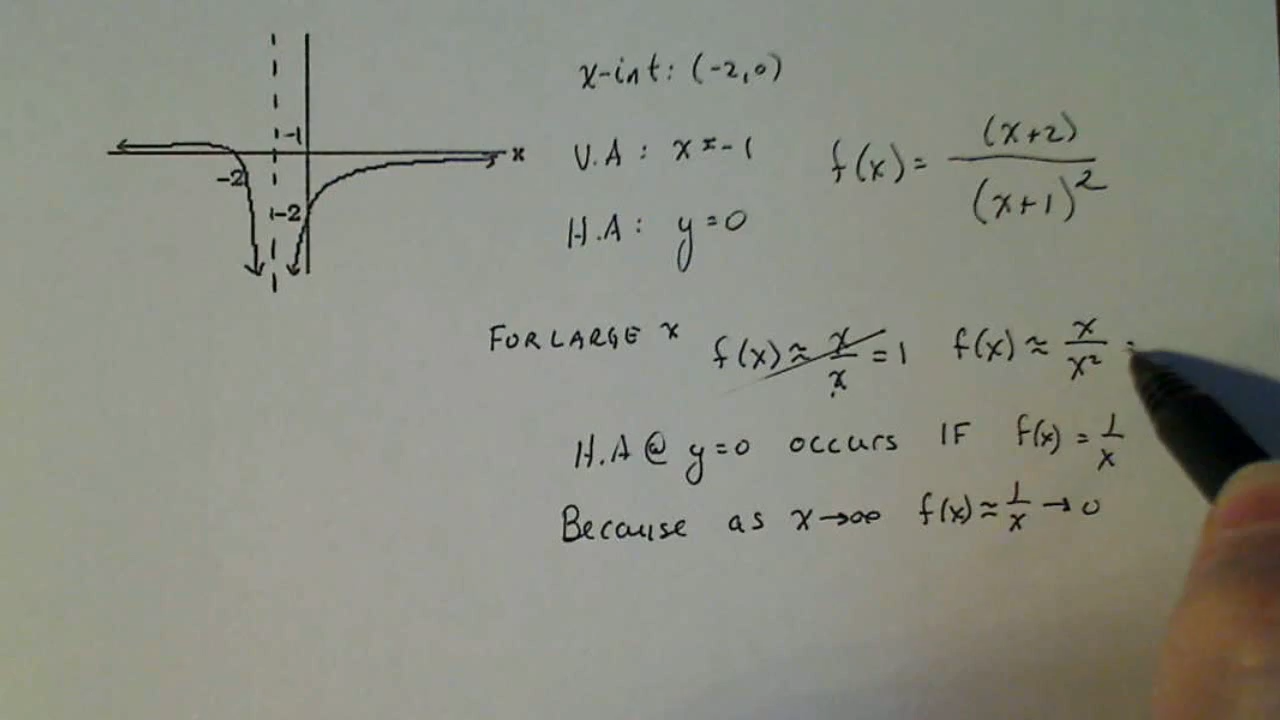 x-int: (-2,0)
-1
x
-2
V.A: x=-1
f(x) = (x+2)/(x+1)²
-2
H.A: y=0
FOR LARGE x f(x)≈x/x=1 f(x)≈x/x²
H.A @ y=0 occurs IF f(x)=1/x
Because as x→∞ f(x)≈1/x→0